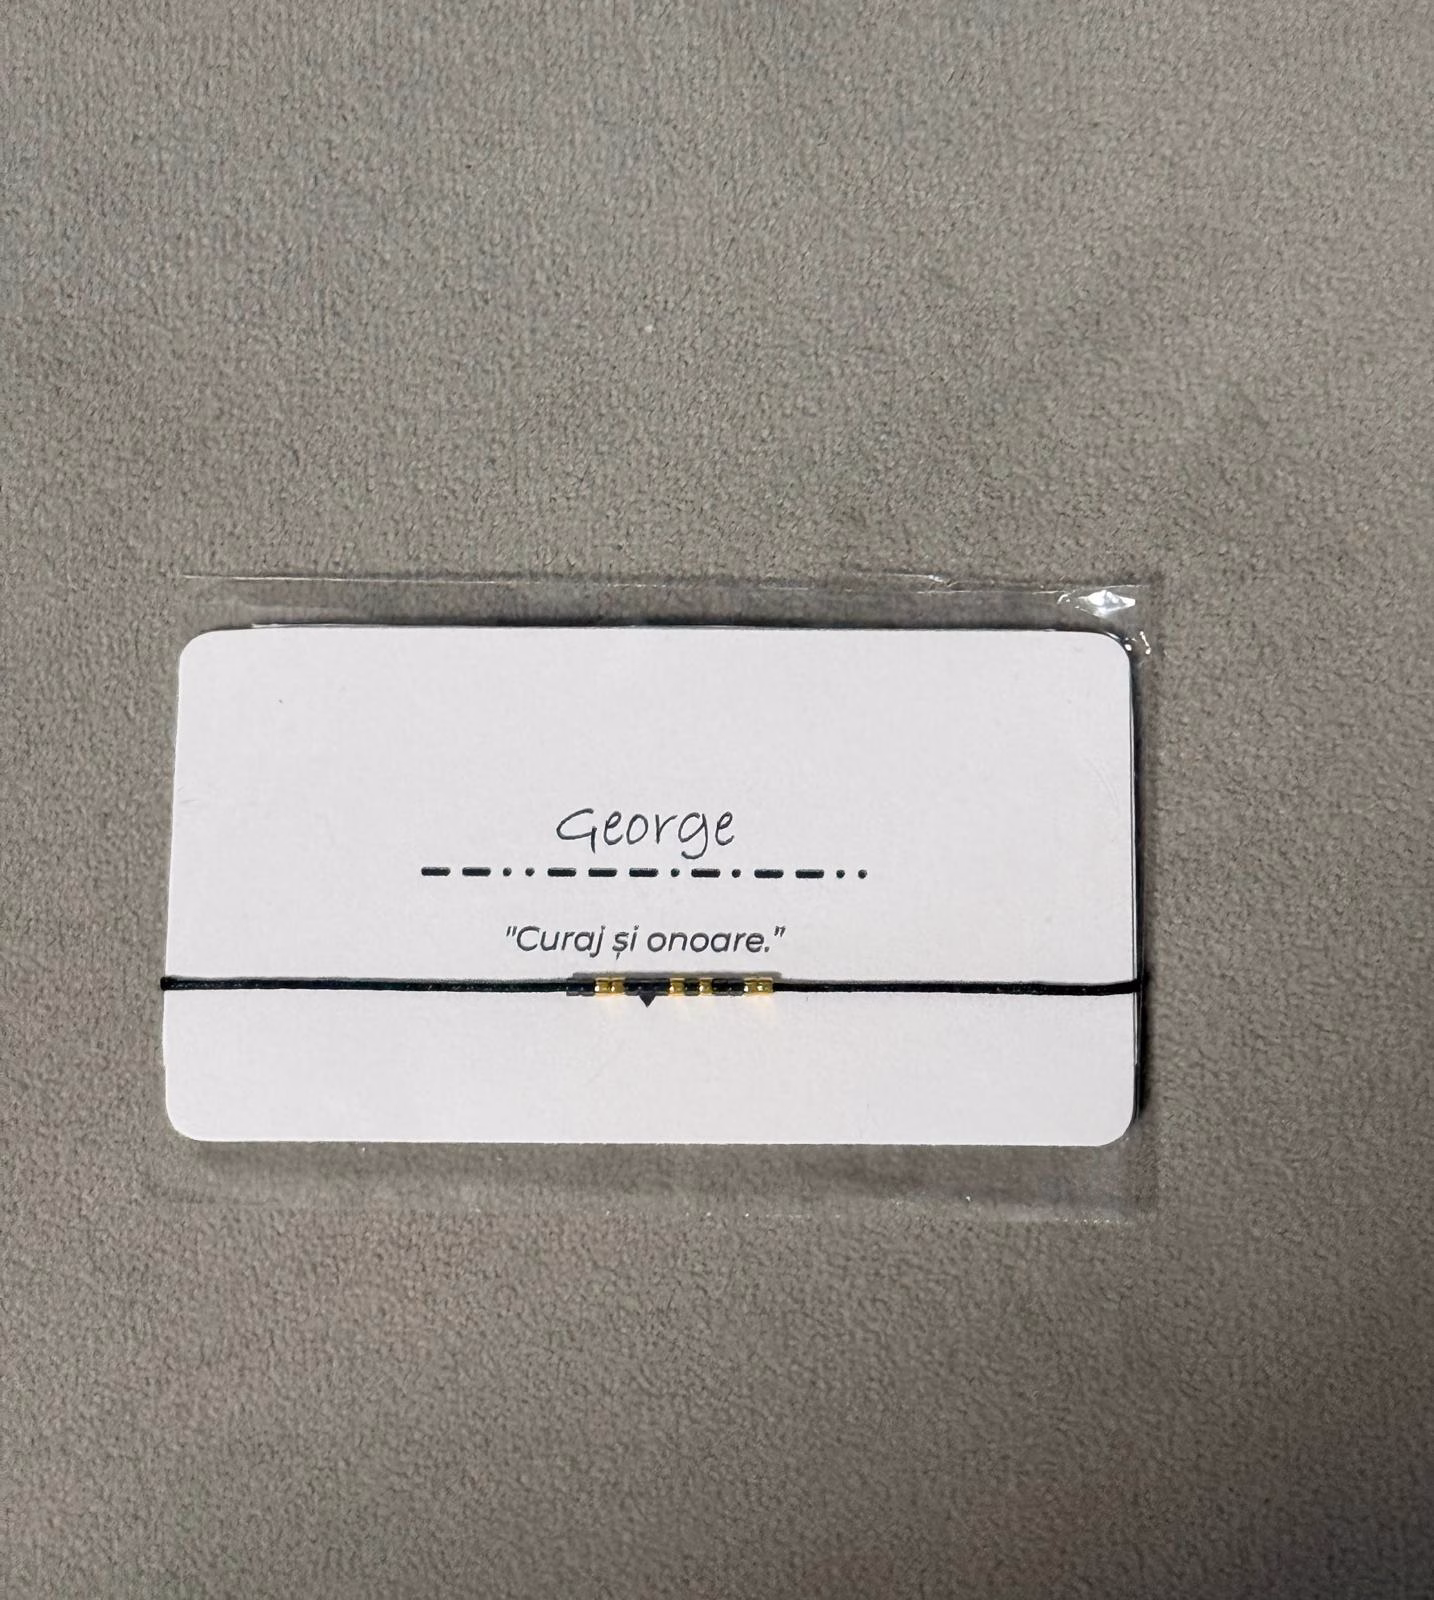 George
— — . . — — — . — . — — . .
"Curaj și onoare."